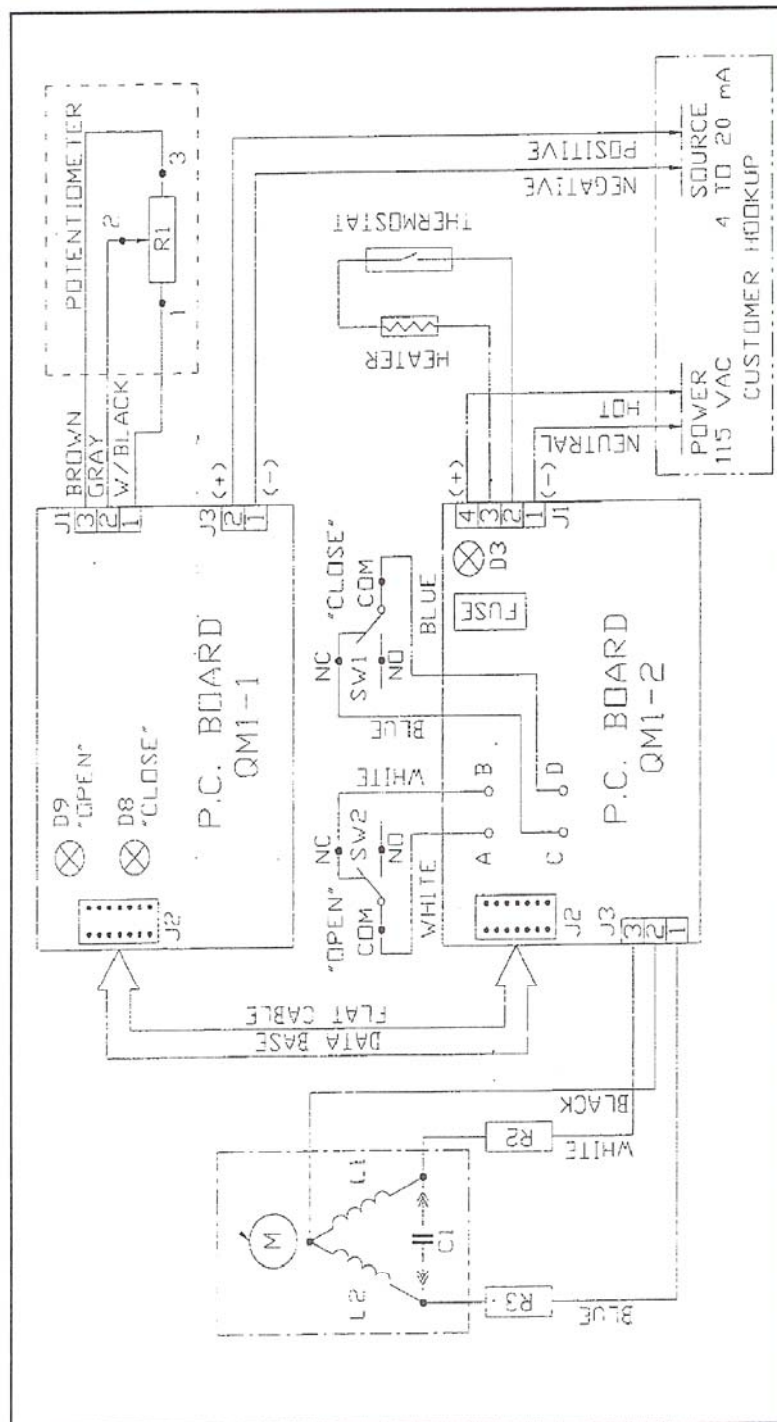 POTENTIOMETER
BROWN
GRAY
W/BLACK
J1
3
2
1
2
R1
1
3
D9
"OPEN"
D8
"CLOSE"
P.C. BOARD
QM1-1
J2
J3
2
1
(+)
(-)
POSITIVE
NEGATIVE
DATA BASE
FLAT CABLE
"OPEN"
COM
NC
SW2
NO
WHITE
WHITE
"CLOSE"
COM
NC
SW1
NO
BLUE
BLUE
HEATER
THERMOSTAT
A
B
C
D
FUSE
D3
P.C. BOARD
QM1-2
J2
J3
3
2
1
(+)
4
3
2
1
(-)
J1
NEUTRAL
HOT
POWER
115 VAC
SOURCE
4 TO 20 mA
CUSTOMER HOOKUP
M
L1
L2
C1
R2
R3
BLACK
WHITE
BLUE